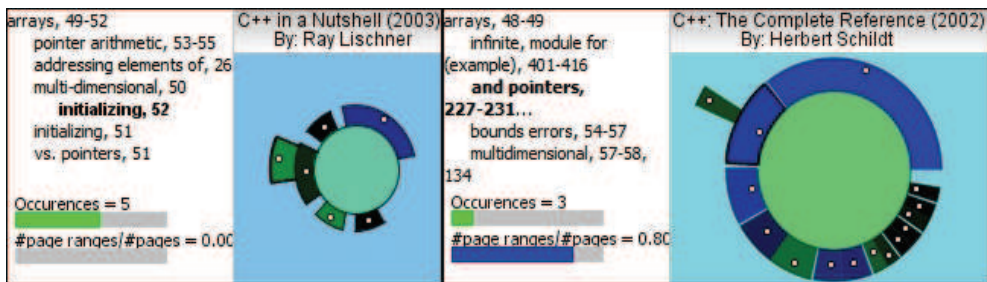 arrays, 49-52
pointer arithmetic, 53-55
addressing elements of, 26
multi-dimensional, 50
initializing, 52
initializing, 51
vs. pointers, 51
Occurences = 5
#page ranges/#pages = 0.00
C++ in a Nutshell (2003)
By: Ray Lischner
arrays, 48-49
infinite, module for
(example), 401-416
and pointers,
227-231...
bounds errors, 54-57
multidimensional, 57-58,
134
Occurences = 3
#page ranges/#pages = 0.80
C++: The Complete Reference (2002)
By: Herbert Schildt